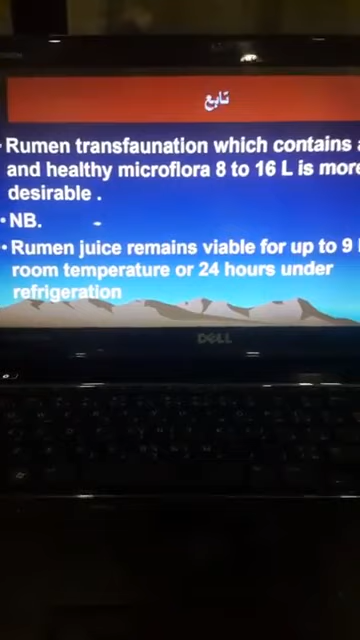 تابع
• Rumen transfaunation which contains
and healthy microflora 8 to 16 L is more
desirable .
• NB.
• Rumen juice remains viable for up to 9
room temperature or 24 hours under
refrigeration
DELL